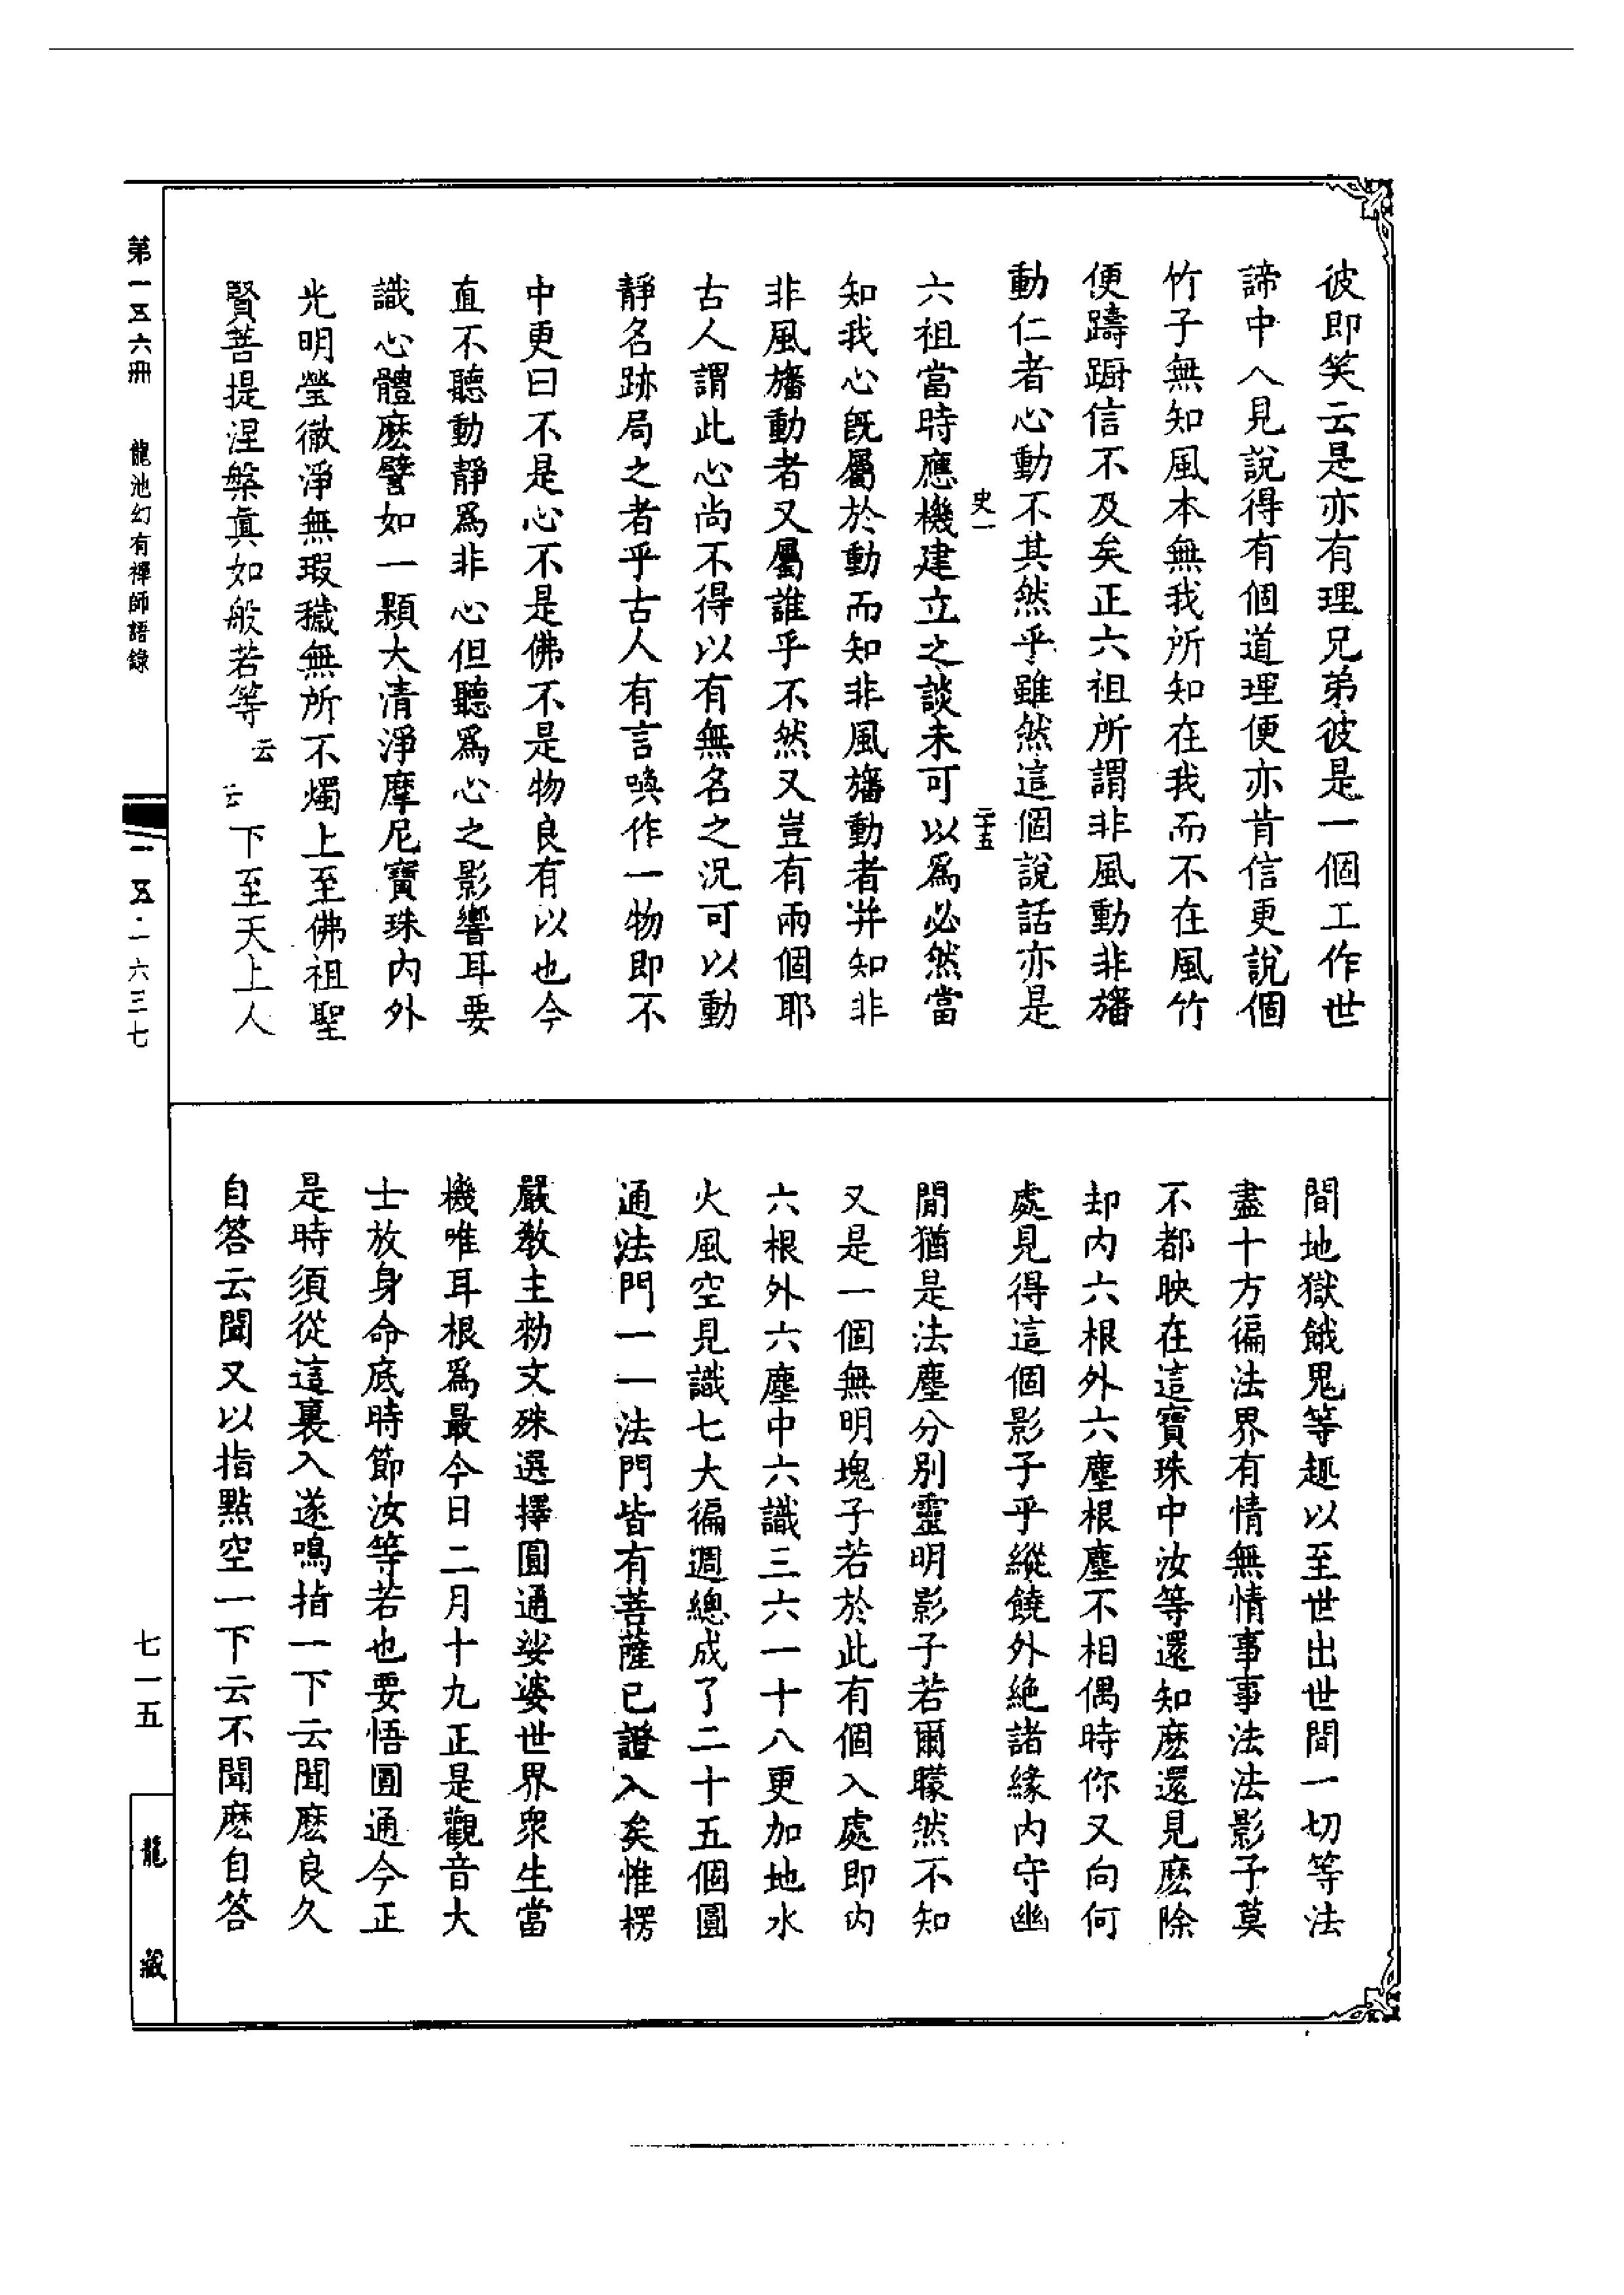 彼即笑云是亦有理兄弟彼是一個工作世
諦中人見說得有個道理便亦肯信更說個
竹子無知風本無我所知在我而不在風竹
便躊躕信不及矣正六祖所謂非風動非旛
動仁者心動不其然乎雖然這個說話亦是
史一
二十五
六祖當時應機建立之談未可以爲必然當
知我心既屬於動而知非風旛動者并知非
非風旛動者又屬誰乎不然又豈有兩個耶
古人謂此心尚不得以有無名之況可以動
靜名跡局之者乎古人有言喚作一物即不
中更曰不是心不是佛不是物良有以也今
直不聽動靜爲非心但聽爲心之影響耳要
識心體麼譬如一顆大清淨摩尼寶珠內外
光明瑩徹淨無瑕穢無所不燭上至佛祖聖
賢菩提涅槃眞如般若等云云下至天上人
間地獄餓鬼等趣以至世出世間一切等法
盡十方徧法界有情無情事事法法影子莫
不都映在這寶珠中汝等還知麼還見麼除
却內六根外六塵根塵不相偶時你又向何
處見得這個影子乎縱饒外絶諸緣內守幽
閒猶是法塵分別靈明影子若爾矇然不知
又是一個無明塊子若於此有個入處即內
六根外六塵中六識三六一十八更加地水
火風空見識七大徧週總成了二十五個圓
通法門一一法門皆有菩薩已證入矣惟楞
嚴教主勑文殊選擇圓通娑婆世界衆生當
機唯耳根爲最今日二月十九正是觀音大
士放身命底時節汝等若也要悟圓通今正
是時須從這裏入遂鳴指一下云聞麼良久
自答云聞又以指點空一下云不聞麼自答
第一五六冊
龍池幻有禪師語錄
一五·一六三七
七一五
龍藏